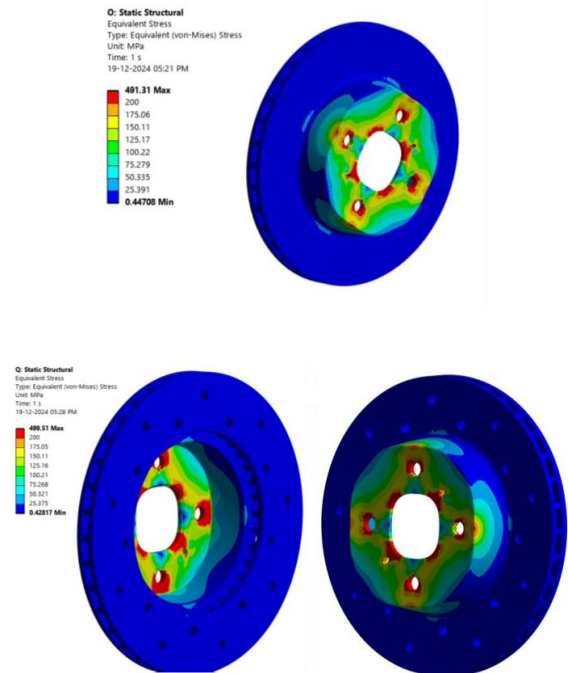 O: Static Structural
Equivalent Stress
Type: Equivalent (von-Mises) Stress
Unit: MPa
Time: 1 s
19-12-2024 05:21 PM
491.31 Max
200
175.06
150.11
125.17
100.22
75.279
50.335
25.391
0.44708 Min
Q: Static Structural
Equivalent Stress
Type: Equivalent (von-Mises) Stress
Unit: MPa
Time: 1 s
19-12-2024 05:28 PM
499.51 Max
200
175.05
150.11
125.16
100.21
75.268
50.321
25.375
0.42817 Min